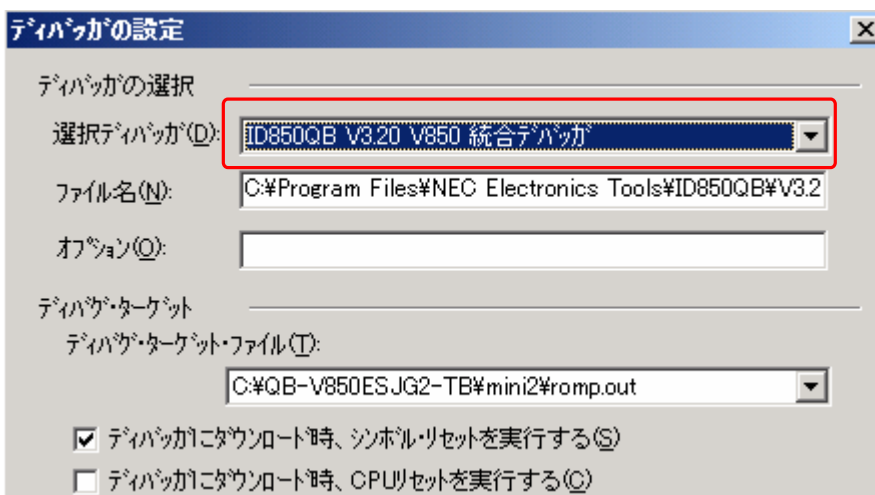 ディバッガの設定
ディバッガの選択
選択ディバッガ(D):
ID850QB V3.20 V850 統合デバッガ
ファイル名(N):
C:¥Program Files¥NEC Electronics Tools¥ID850QB¥V3.2
オプション(O):
ディバグ・ターゲット
ディバグ・ターゲット・ファイル(T):
C:¥QB-V850ESJG2-TB¥mini2¥romp.out
ディバッガにダウンロード時、シンボル・リセットを実行する(S)
ディバッガにダウンロード時、CPUリセットを実行する(C)